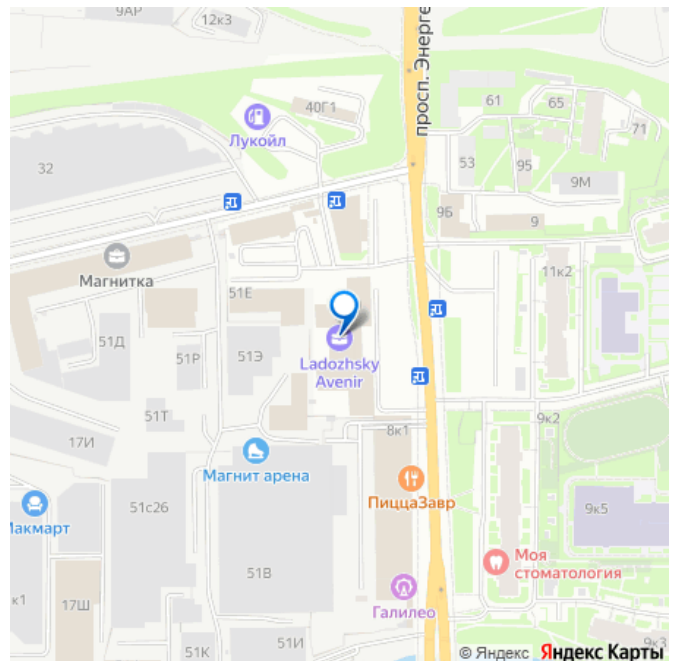 9АР
12к3
просп. Энерге
40Г1
Лукойл
61
65
71
32
53
95
9М
9Б
9
Магнитка
11к2
51Е
51Д
51Р
51Э
Ladozhsky
Avenir
51Т
17И
8к1
9к2
Магнит арена
Макмарт
51с26
ПиццаЗавр
9к5
51В
Моя
стоматология
к1
17Ш
Галилео
51К
51И
9к3
© Яндекс Яндекс Карты